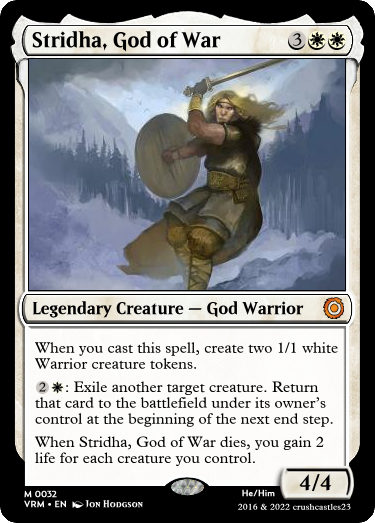 Stridha, God of War 3
Legendary Creature — God Warrior
When you cast this spell, create two 1/1 white
Warrior creature tokens.
2: Exile another target creature. Return
that card to the battlefield under its owner's
control at the beginning of the next end step.
When Stridha, God of War dies, you gain 2
life for each creature you control.
4/4
M 0032 He/Him
VRM • EN Jon Hodgson 2016 & 2022 crushcastles23